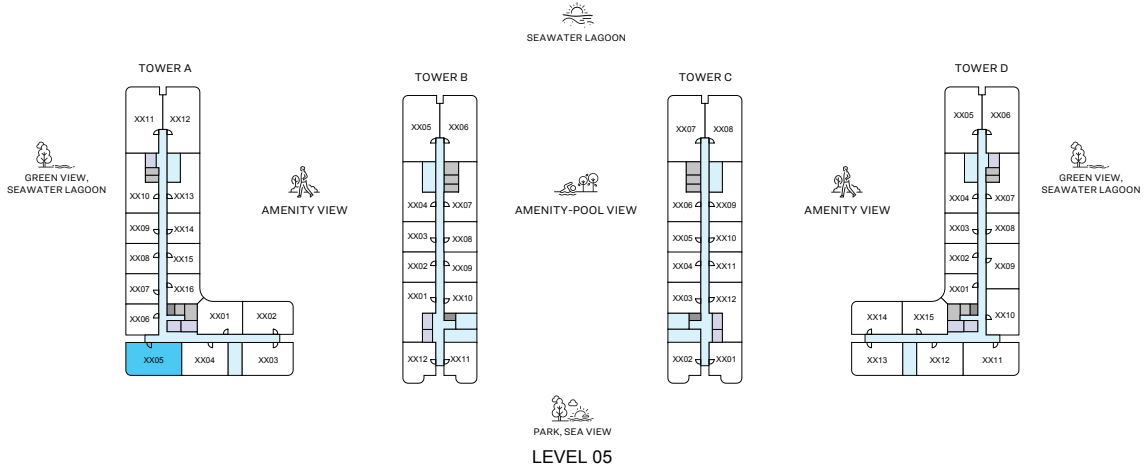 SEAWATER LAGOON
TOWER A
TOWER B
TOWER C
TOWER D
GREEN VIEW,
SEAWATER LAGOON
AMENITY VIEW
AMENITY-POOL VIEW
AMENITY VIEW
GREEN VIEW,
SEAWATER LAGOON
XX11 XX12
XX10 XX13
XX09 XX14
XX08 XX15
XX07 XX16
XX06 XX01 XX02
XX05 XX04 XX03
XX05 XX06
XX04 XX07
XX03 XX08
XX02 XX09
XX01 XX10
XX12 XX11
XX07 XX08
XX06 XX09
XX05 XX10
XX04 XX11
XX03 XX12
XX02 XX01
XX05 XX06
XX04 XX07
XX03 XX08
XX02 XX09
XX01
XX14 XX15 XX10
XX13 XX12 XX11
PARK, SEA VIEW
LEVEL 05